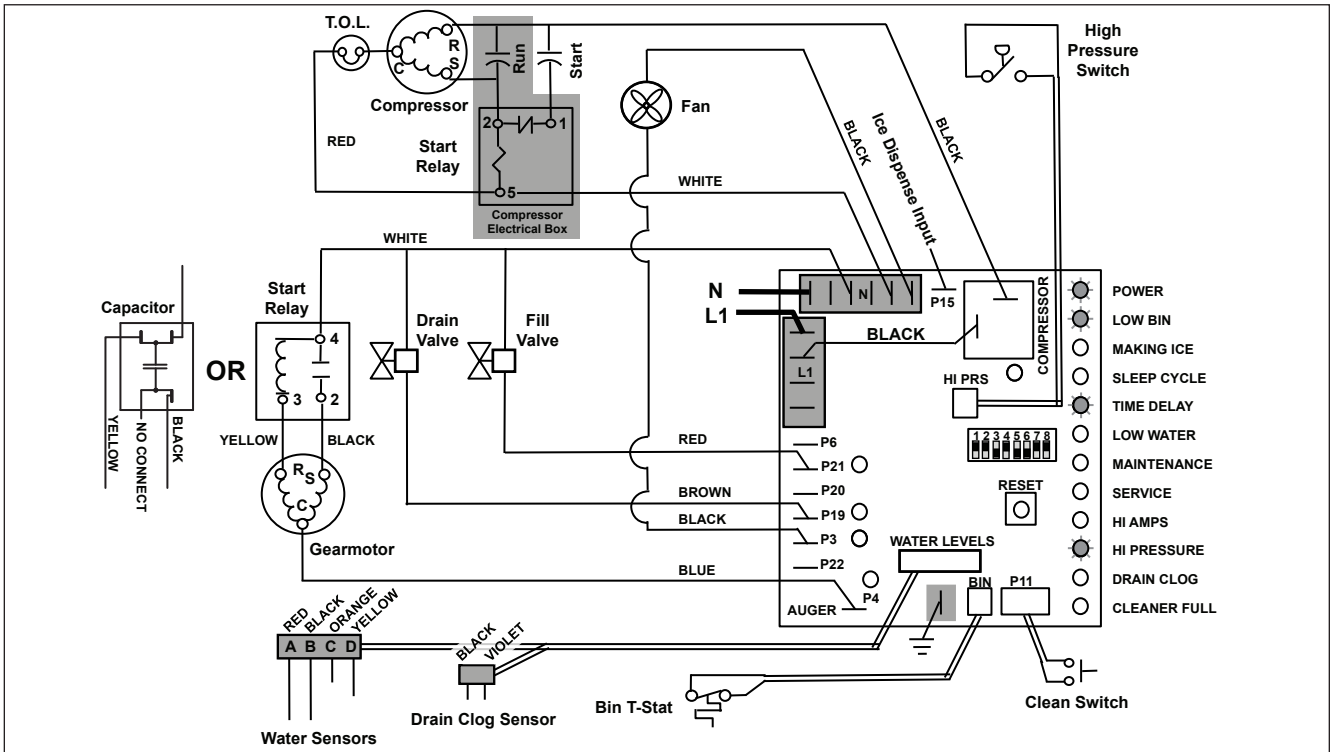 T.O.L.
R
S
C
Compressor
Run
Start
High
Pressure
Switch
Fan
BLACK
Ice Dispense Input
BLACK
RED
2
1
Start
Relay
5
Compressor
Electrical Box
WHITE
WHITE
Capacitor
YELLOW
NO CONNECT
BLACK
OR
Start
Relay
4
3
2
YELLOW
BLACK
R
S
C
Gearmotor
Drain
Valve
Fill
Valve
N
L1
N
P15
BLACK
L1
COMPRESSOR
HI PRS
1 2 3 4 5 6 7 8
RESET
RED
BROWN
BLACK
BLUE
P6
P21
P20
P19
P3
P22
P4
AUGER
WATER LEVELS
BIN
P11
POWER
LOW BIN
MAKING ICE
SLEEP CYCLE
TIME DELAY
LOW WATER
MAINTENANCE
SERVICE
HI AMPS
HI PRESSURE
DRAIN CLOG
CLEANER FULL
RED
BLACK
ORANGE
YELLOW
A B C D
Water Sensors
BLACK
VIOLET
Drain Clog Sensor
Bin T-Stat
Clean Switch